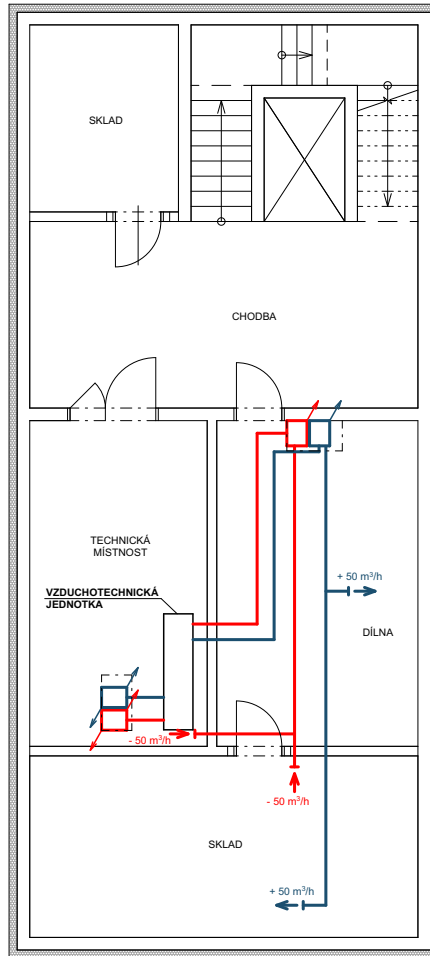 SKLAD
CHODBA
TECHNICKÁ
MÍSTNOST
VZDUCHOTECHNICKÁ
JEDNOTKA
+ 50 m³/h
DÍLNA
- 50 m³/h
- 50 m³/h
SKLAD
+ 50 m³/h